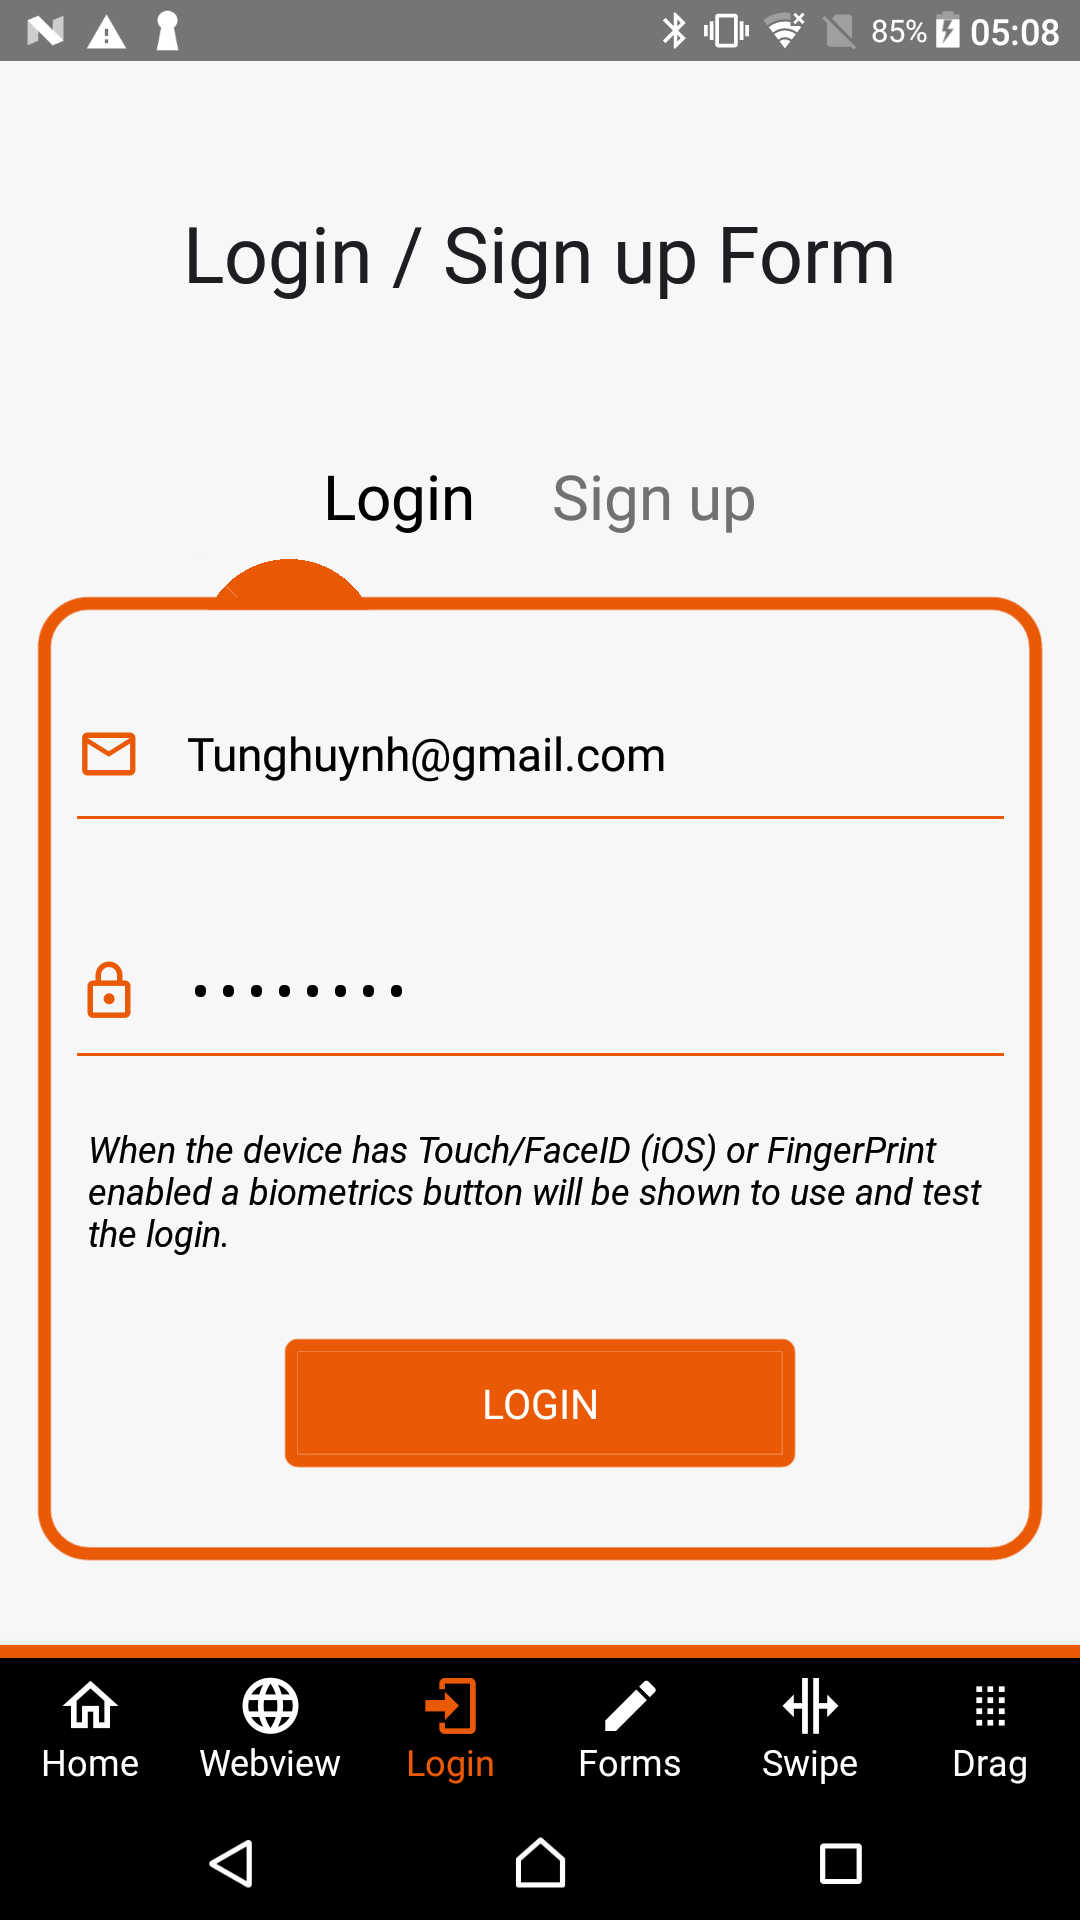 85% 05:08
Login / Sign up Form
Login Sign up
Tunghuynh@gmail.com
••••••••
When the device has Touch/FaceID (iOS) or FingerPrint
enabled a biometrics button will be shown to use and test
the login.
LOGIN
Home Webview Login Forms Swipe Drag